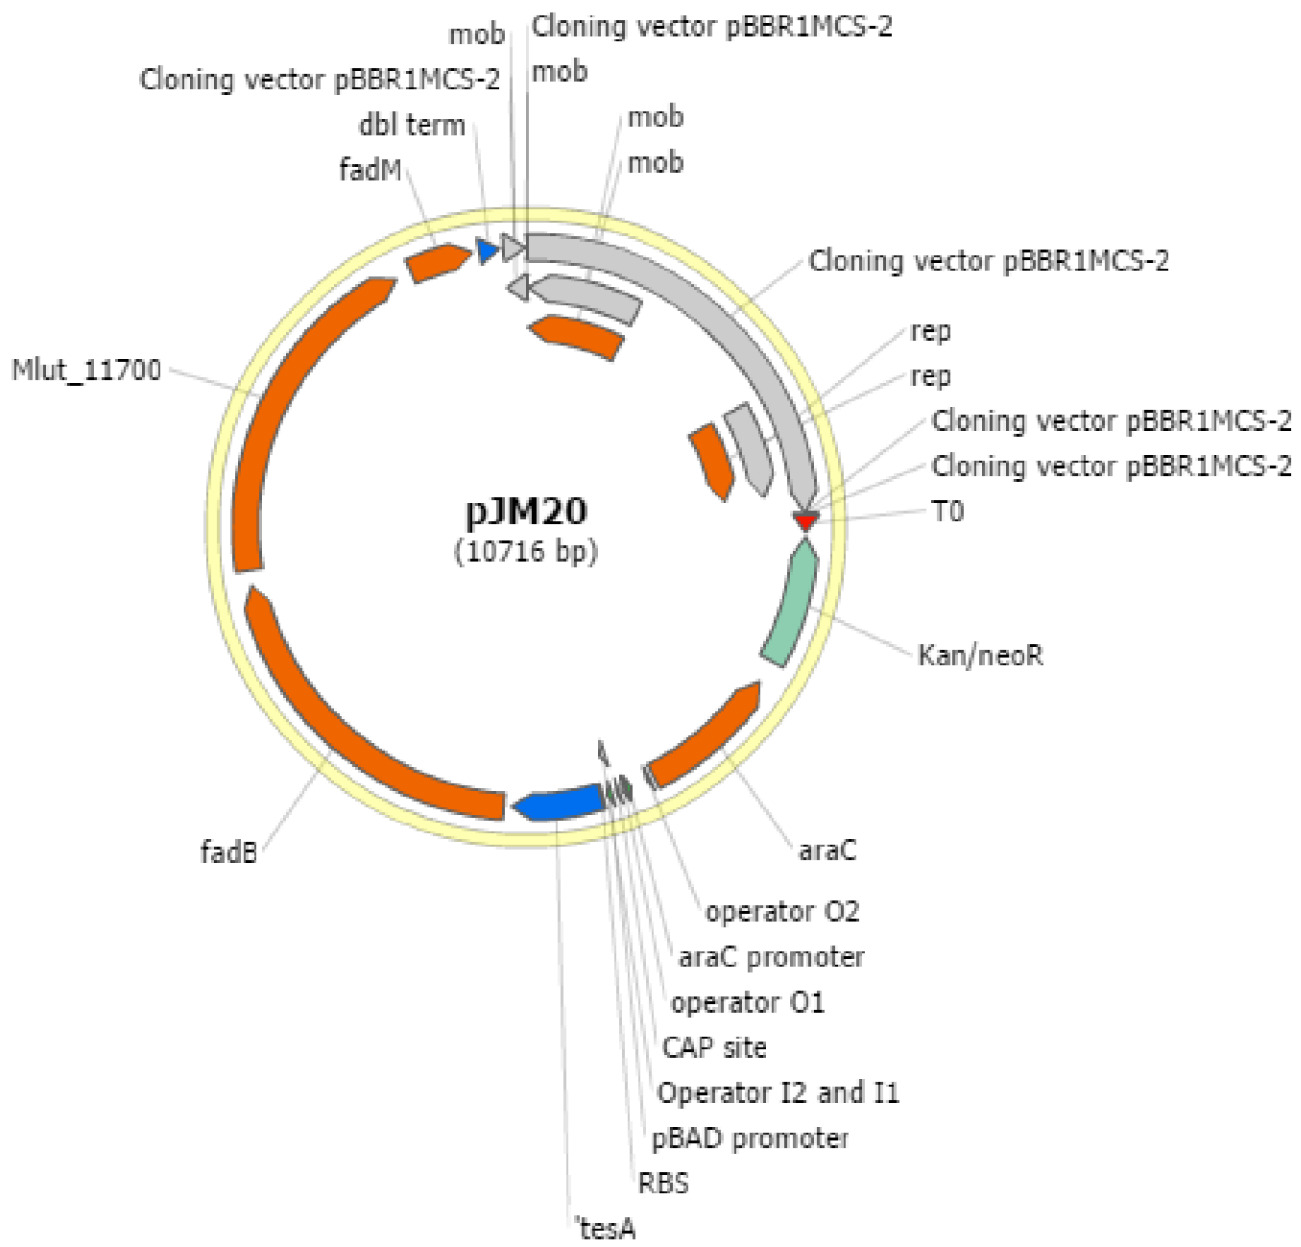 mob
Cloning vector pBBR1MCS-2
Cloning vector pBBR1MCS-2
mob
dbl term
mob
fadM
mob
Cloning vector pBBR1MCS-2
rep
Mlut_11700
rep
Cloning vector pBBR1MCS-2
Cloning vector pBBR1MCS-2
pJM20
T0
(10716 bp)
Kan/neoR
fadB
araC
operator O2
araC promoter
operator O1
CAP site
Operator I2 and I1
pBAD promoter
RBS
'tesA